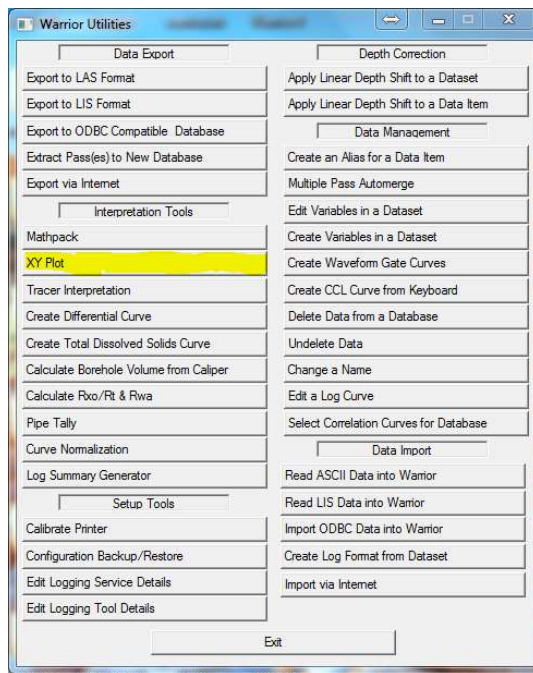 Warrior Utilities
Data Export
Export to LAS Format
Export to LIS Format
Export to ODBC Compatible Database
Extract Pass(es) to New Database
Export via Internet
Interpretation Tools
Mathpack
XY Plot
Tracer Interpretation
Create Differential Curve
Create Total Dissolved Solids Curve
Calculate Borehole Volume from Caliper
Calculate Rxo/Rt & Rwa
Pipe Tally
Curve Normalization
Log Summary Generator
Setup Tools
Calibrate Printer
Configuration Backup/Restore
Edit Logging Service Details
Edit Logging Tool Details
Depth Correction
Apply Linear Depth Shift to a Dataset
Apply Linear Depth Shift to a Data Item
Data Management
Create an Alias for a Data Item
Multiple Pass Automerge
Edit Variables in a Dataset
Create Variables in a Dataset
Create Waveform Gate Curves
Create CCL Curve from Keyboard
Delete Data from a Database
Undelete Data
Change a Name
Edit a Log Curve
Select Correlation Curves for Database
Data Import
Read ASCII Data into Warrior
Read LIS Data into Warrior
Import ODBC Data into Warrior
Create Log Format from Dataset
Import via Internet
Exit